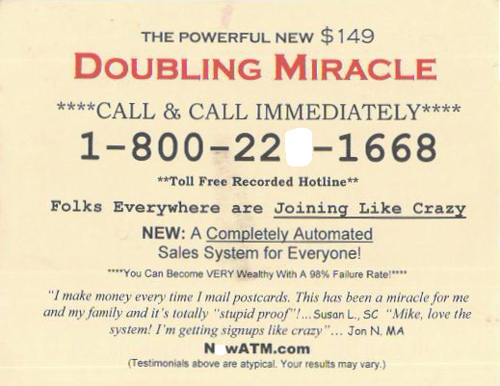 THE POWERFUL NEW $149
DOUBLING MIRACLE
****CALL & CALL IMMEDIATELY****
1-800-22 -1668
**Toll Free Recorded Hotline**
Folks Everywhere are Joining Like Crazy
NEW: A Completely Automated
Sales System for Everyone!
****You Can Become VERY Wealthy With A 98% Failure Rate!****
"I make money every time I mail postcards. This has been a miracle for me
and my family and it's totally "stupid proof"!...Susan L., SC "Mike, love the
system! I'm getting signups like crazy"... Jon N, MA
N wATM.com
(Testimonials above are atypical. Your results may vary.)